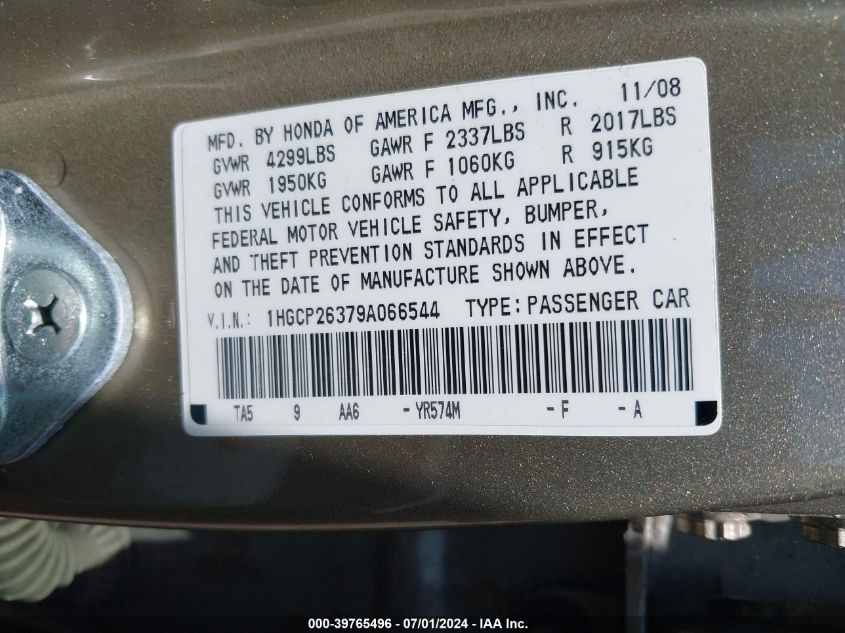 MFD. BY HONDA OF AMERICA MFG., INC. 11/08
GVWR 4299LBS GAWR F 2337LBS R 2017LBS
GVWR 1950KG GAWR F 1060KG R 915KG
THIS VEHICLE CONFORMS TO ALL APPLICABLE
FEDERAL MOTOR VEHICLE SAFETY, BUMPER,
AND THEFT PREVENTION STANDARDS IN EFFECT
ON THE DATE OF MANUFACTURE SHOWN ABOVE.
V.I.N.: 1HGCP26379A066544 TYPE: PASSENGER CAR
TA5 9 AA6 - YR574M - F - A
000-39765496 - 07/01/2024 - IAA Inc.